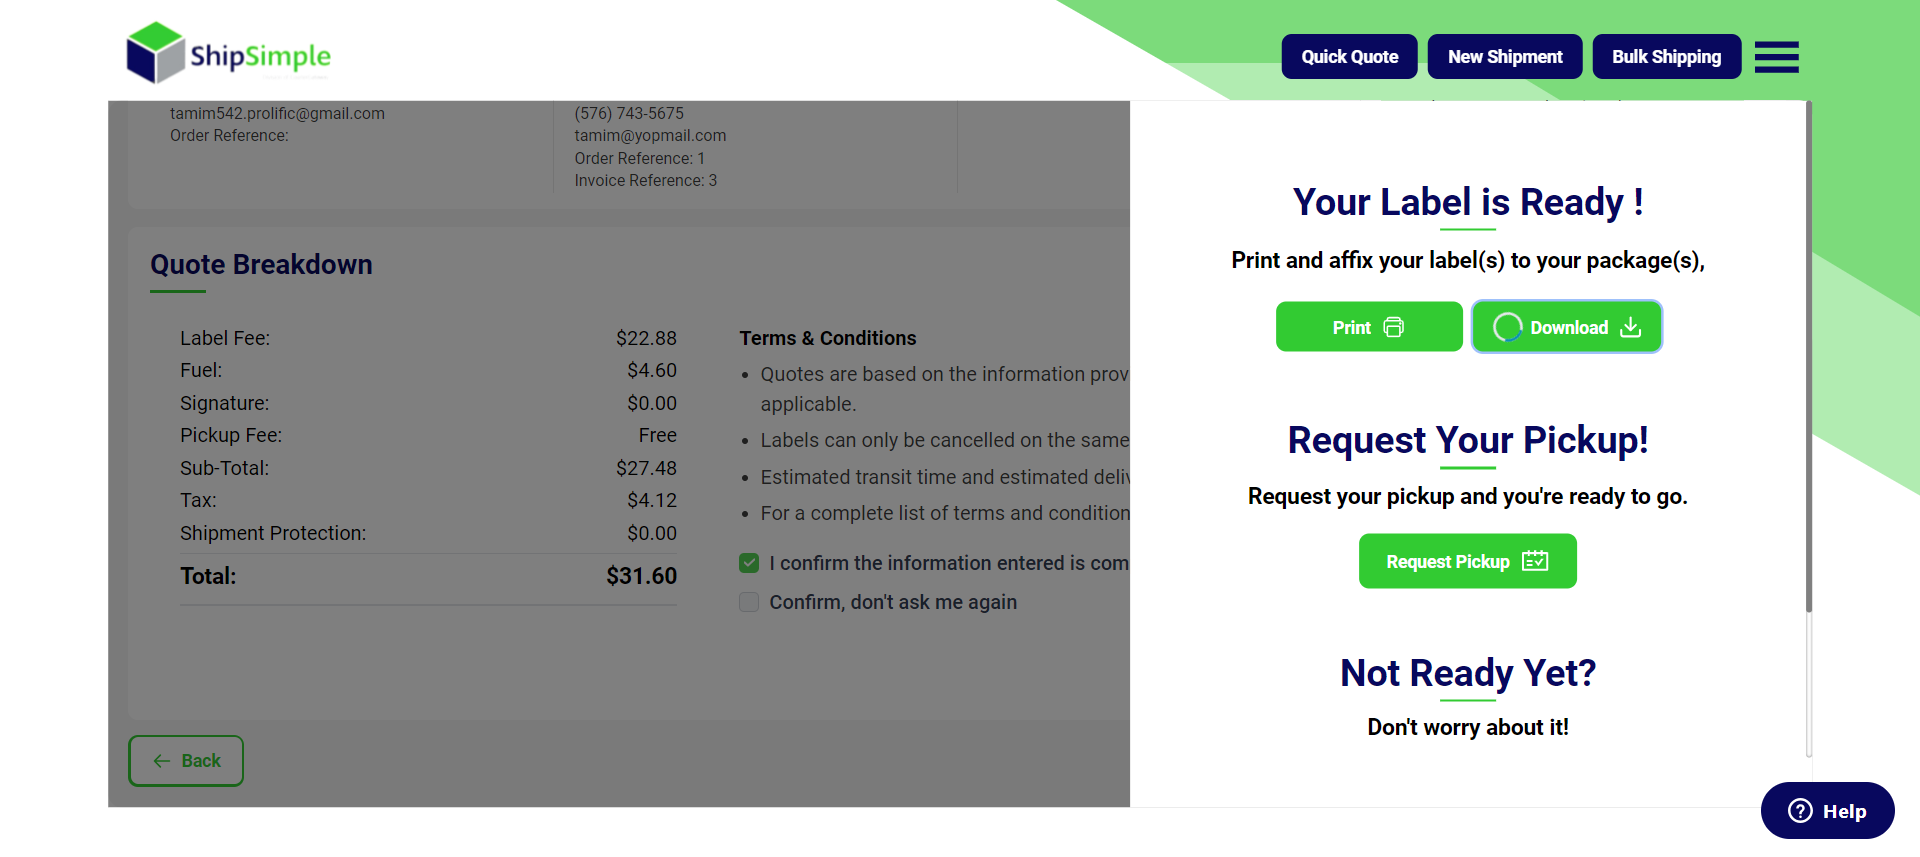 ShipSimple
Quick Quote
New Shipment
Bulk Shipping
tamim542.prolific@gmail.com
Order Reference:
(576) 743-5675
tamim@yopmail.com
Order Reference: 1
Invoice Reference: 3
Quote Breakdown
Label Fee: $22.88
Fuel: $4.60
Signature: $0.00
Pickup Fee: Free
Sub-Total: $27.48
Tax: $4.12
Shipment Protection: $0.00
Total: $31.60
Terms & Conditions
• Quotes are based on the information prov
applicable.
• Labels can only be cancelled on the same
• Estimated transit time and estimated deliv
• For a complete list of terms and condition
I confirm the information entered is com
Confirm, don't ask me again
Back
Your Label is Ready !
Print and affix your label(s) to your package(s),
Print
Download
Request Your Pickup!
Request your pickup and you're ready to go.
Request Pickup
Not Ready Yet?
Don't worry about it!
Help